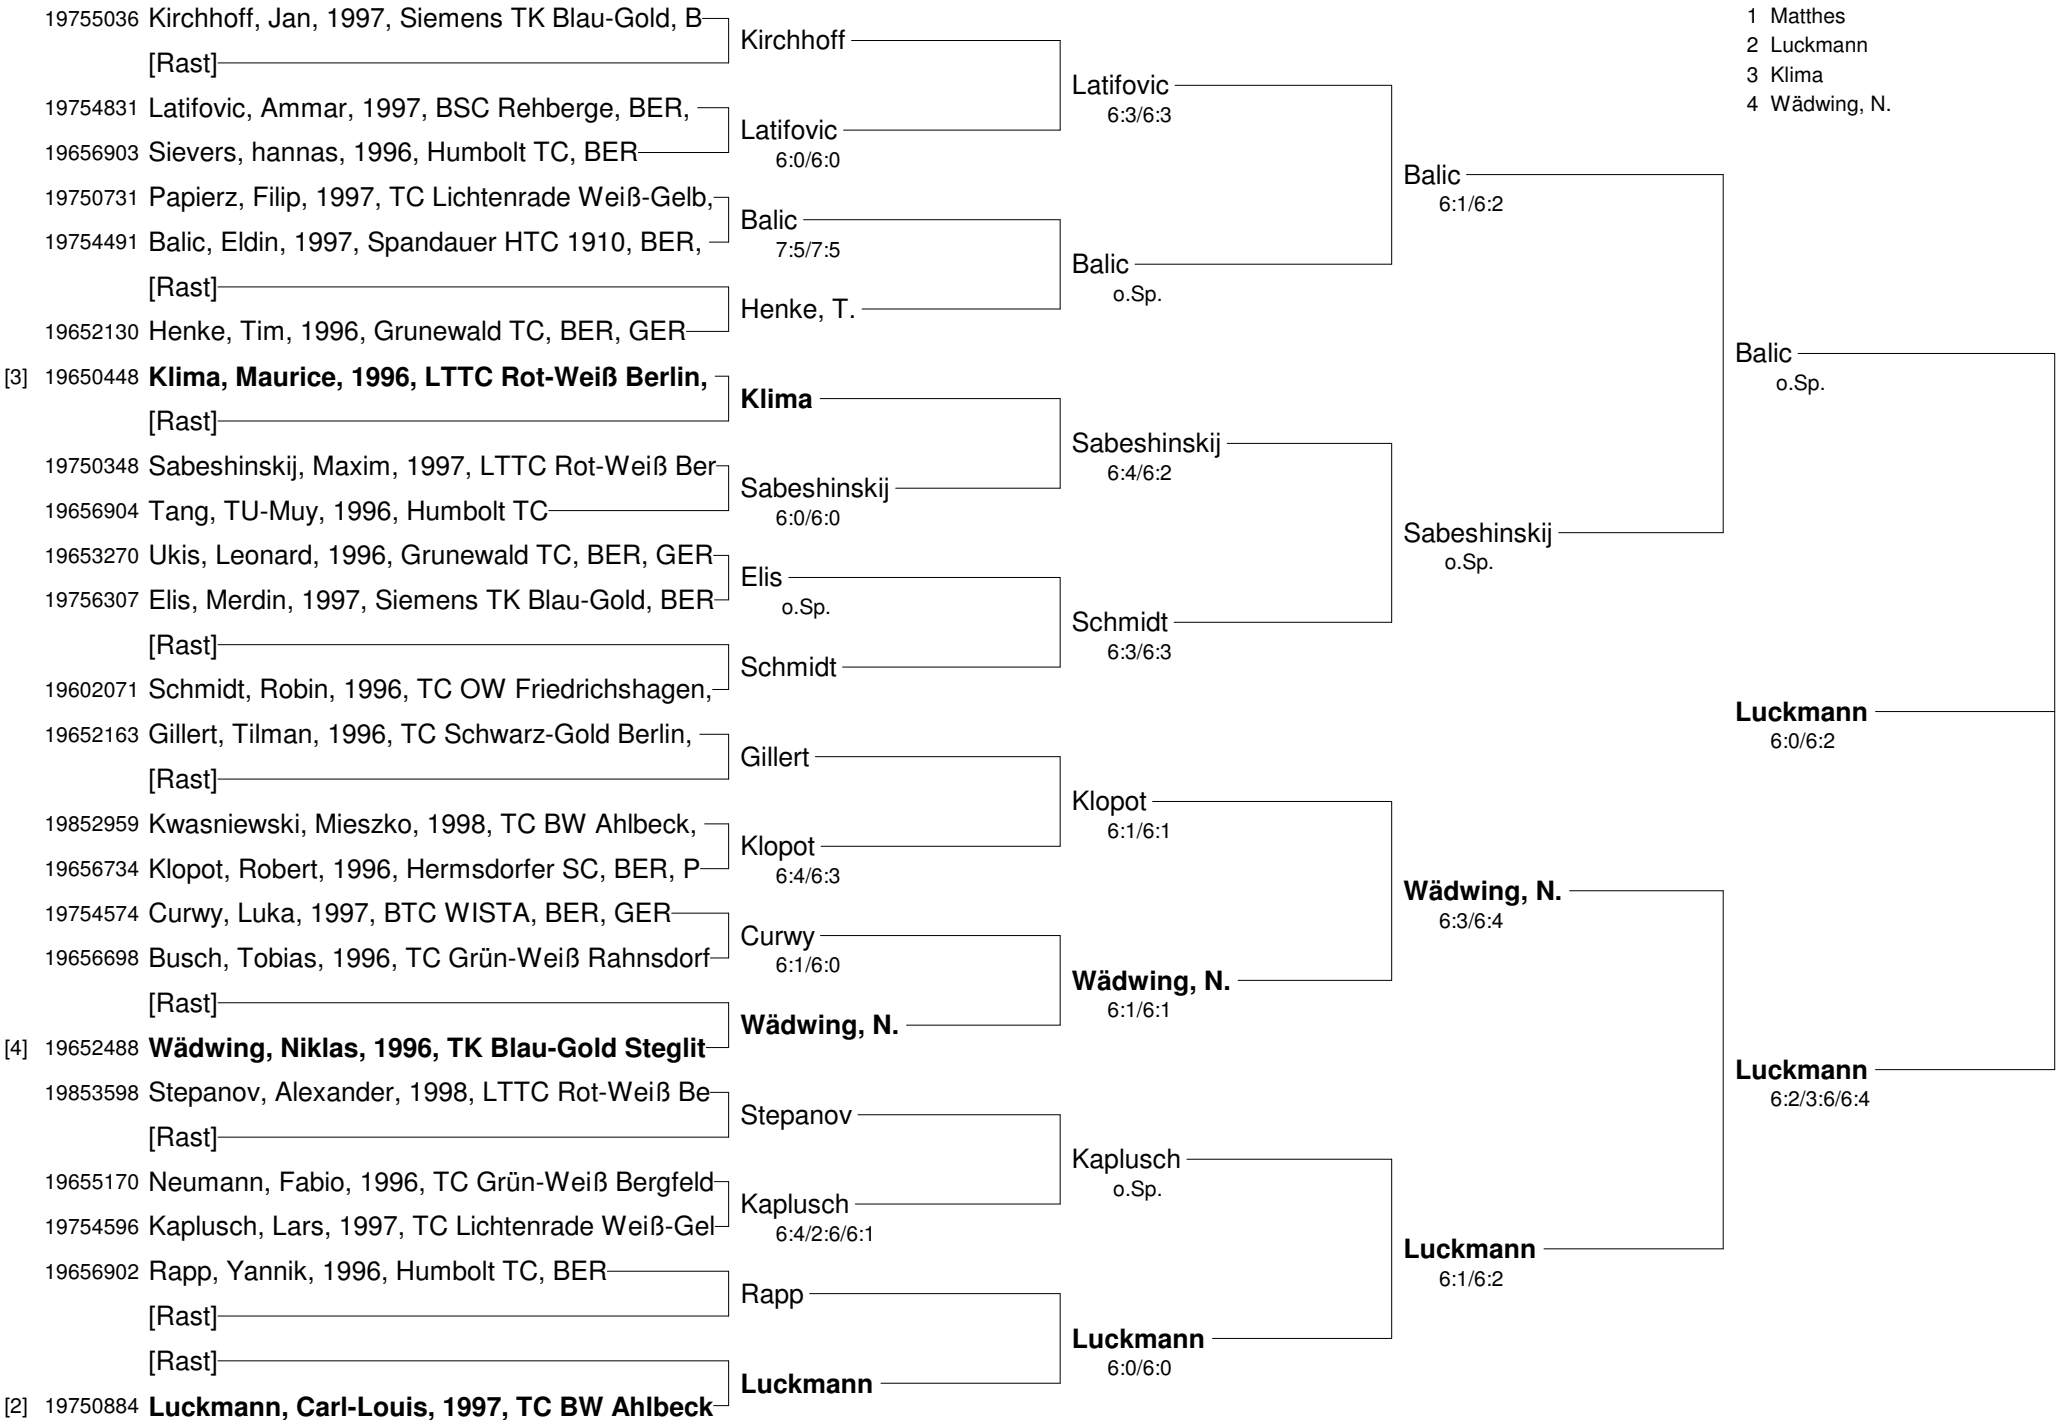 19755036 Kirchhoff, Jan, 1997, Siemens TK Blau-Gold, B
[Rast]
19754831 Latifovic, Ammar, 1997, BSC Rehberge, BER,
19656903 Sievers, hannas, 1996, Humbolt TC, BER
19750731 Papierz, Filip, 1997, TC Lichtenrade Weiß-Gelb,
19754491 Balic, Eldin, 1997, Spandauer HTC 1910, BER,
[Rast]
19652130 Henke, Tim, 1996, Grunewald TC, BER, GER
[3] 19650448 Klima, Maurice, 1996, LTTC Rot-Weiß Berlin,
[Rast]
19750348 Sabeshinskij, Maxim, 1997, LTTC Rot-Weiß Ber
19656904 Tang, TU-Muy, 1996, Humbolt TC
19653270 Ukis, Leonard, 1996, Grunewald TC, BER, GER
19756307 Elis, Merdin, 1997, Siemens TK Blau-Gold, BER
[Rast]
19602071 Schmidt, Robin, 1996, TC OW Friedrichshagen,
19652163 Gillert, Tilman, 1996, TC Schwarz-Gold Berlin,
[Rast]
19852959 Kwasniewski, Mieszko, 1998, TC BW Ahlbeck,
19656734 Klopot, Robert, 1996, Hermsdorfer SC, BER, P
19754574 Curwy, Luka, 1997, BTC WISTA, BER, GER
19656698 Busch, Tobias, 1996, TC Grün-Weiß Rahnsdorf
[Rast]
[4] 19652488 Wädwing, Niklas, 1996, TK Blau-Gold Steglit
19853598 Stepanov, Alexander, 1998, LTTC Rot-Weiß Be
[Rast]
19655170 Neumann, Fabio, 1996, TC Grün-Weiß Bergfeld
19754596 Kaplusch, Lars, 1997, TC Lichtenrade Weiß-Gel
19656902 Rapp, Yannik, 1996, Humbolt TC, BER
[Rast]
[Rast]
[2] 19750884 Luckmann, Carl-Louis, 1997, TC BW Ahlbeck
Kirchhoff
Latifovic
6:0/6:0
Balic
7:5/7:5
Henke, T.
Klima
Sabeshinskij
6:0/6:0
Elis
o.Sp.
Schmidt
Gillert
Klopot
6:4/6:3
Curwy
6:1/6:0
Wädwing, N.
Stepanov
Kaplusch
6:4/2:6/6:1
Rapp
Luckmann
Latifovic
6:3/6:3
Balic
o.Sp.
Sabeshinskij
6:4/6:2
Schmidt
6:3/6:3
Klopot
6:1/6:1
Wädwing, N.
6:1/6:1
Kaplusch
o.Sp.
Luckmann
6:0/6:0
Balic
6:1/6:2
Sabeshinskij
o.Sp.
Wädwing, N.
6:3/6:4
Luckmann
6:1/6:2
1 Matthes
2 Luckmann
3 Klima
4 Wädwing, N.
Balic
o.Sp.
Luckmann
6:0/6:2
Luckmann
6:2/3:6/6:4